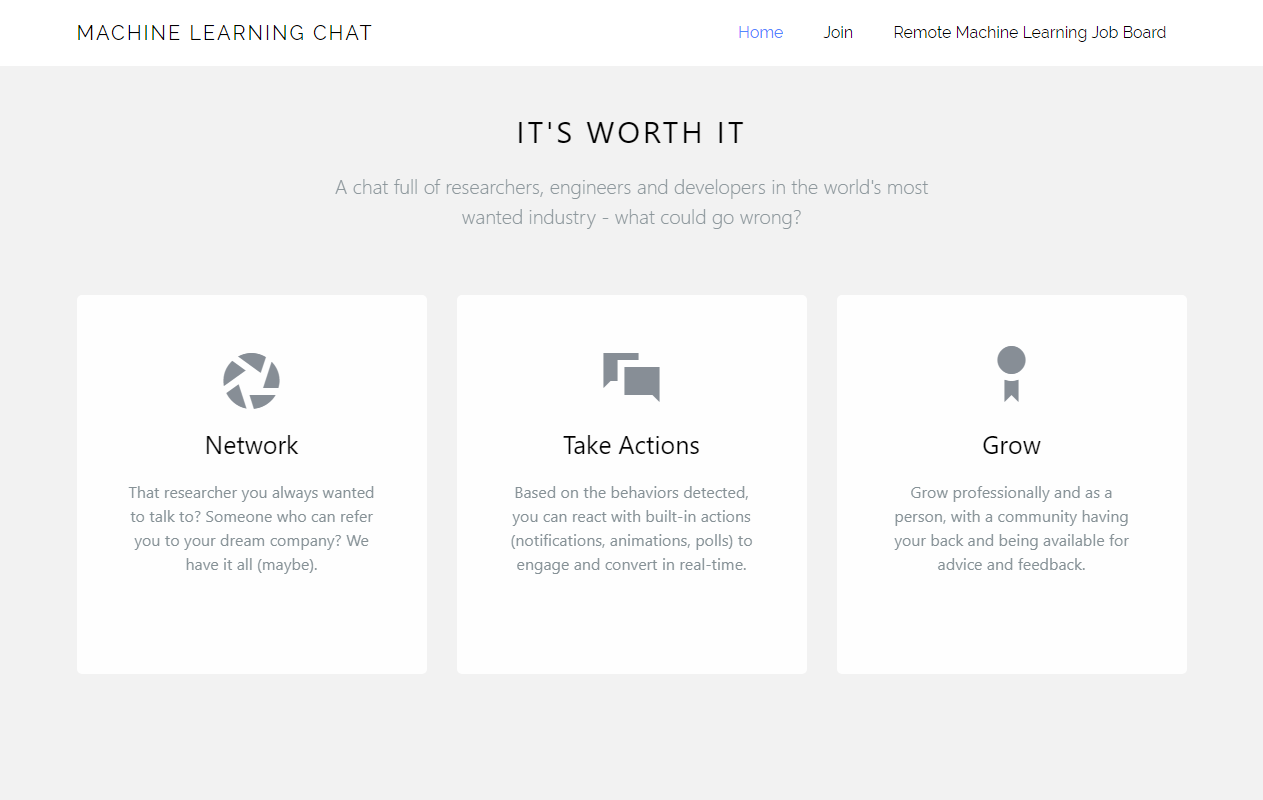 MACHINE LEARNING CHAT
Home
Join
Remote Machine Learning Job Board
IT'S WORTH IT
A chat full of researchers, engineers and developers in the world's most
wanted industry - what could go wrong?
Network
That researcher you always wanted
to talk to? Someone who can refer
you to your dream company? We
have it all (maybe).
Take Actions
Based on the behaviors detected,
you can react with built-in actions
(notifications, animations, polls) to
engage and convert in real-time.
Grow
Grow professionally and as a
person, with a community having
your back and being available for
advice and feedback.